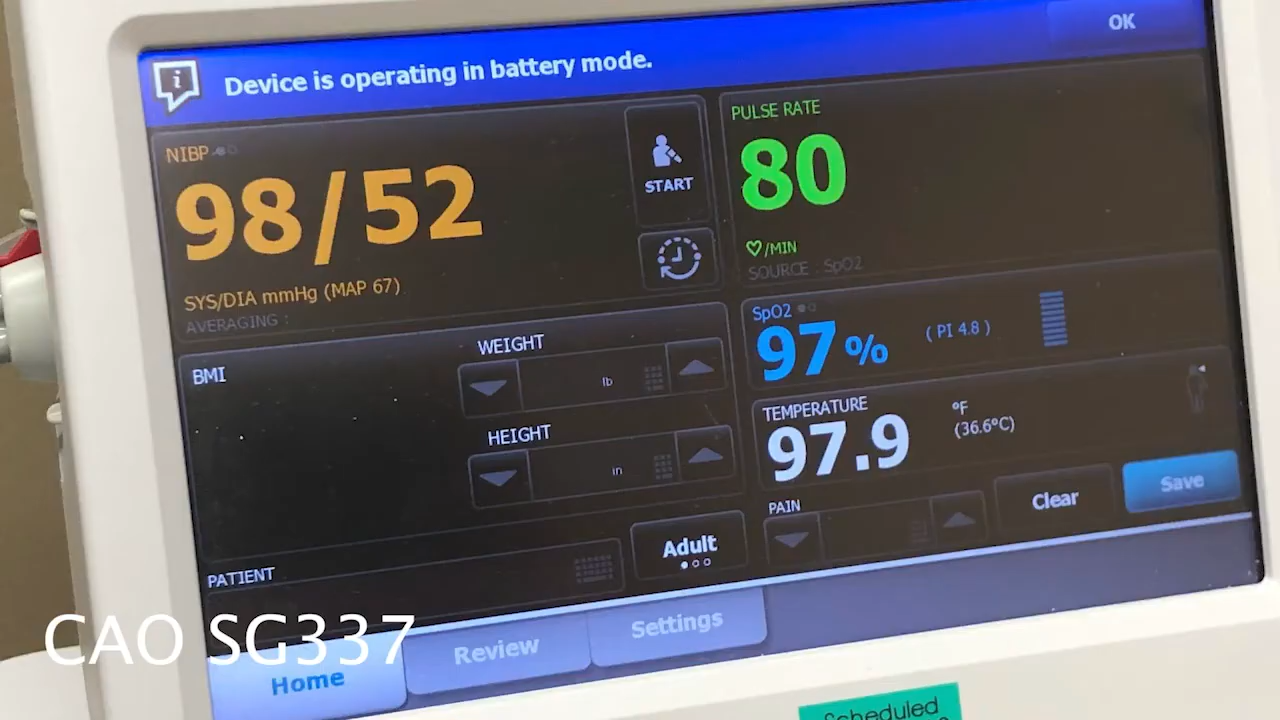 Device is operating in battery mode.
OK
NIBP
98/52
SYS/DIA mmHg (MAP 67)
AVERAGING :
START
PULSE RATE
80
/MIN
SOURCE : SpO2
SpO2
97%
( PI 4.8 )
BMI
WEIGHT
lb
HEIGHT
in
TEMPERATURE
97.9
°F
(36.6°C)
PAIN
Clear
Save
PATIENT
Adult
Home
Review
Settings
CAO SG337
Scheduled